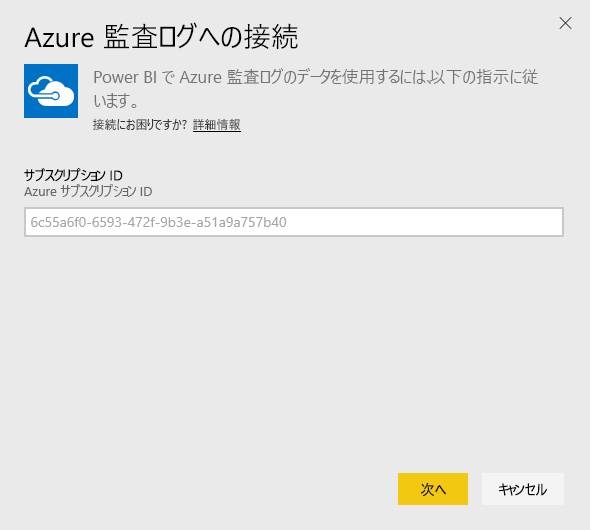 Azure 監査ログへの接続
Power BI で Azure 監査ログのデータを使用するには、以下の指示に従
います。
接続にお困りですか? 詳細情報
サブスクリプション ID
Azure サブスクリプション ID
6c55a6f0-6593-472f-9b3e-a51a9a757b40
次へ キャンセル